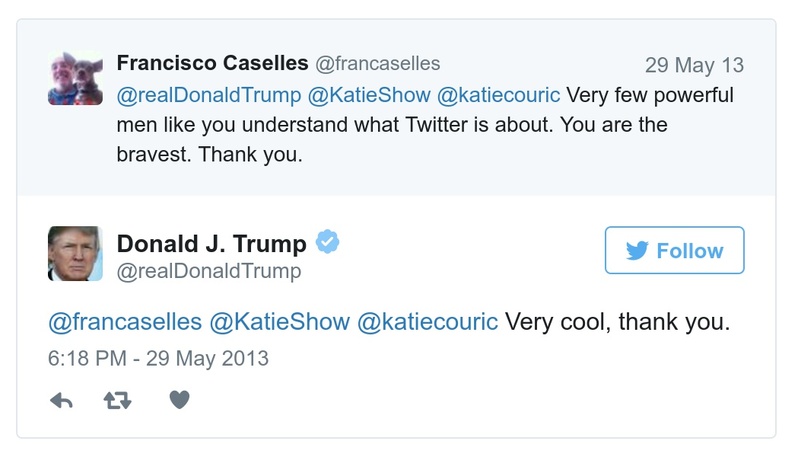 Francisco Caselles @francaselles 29 May 13
@realDonaldTrump @KatieShow @katiecouric Very few powerful
men like you understand what Twitter is about. You are the
bravest. Thank you.
Donald J. Trump
@realDonaldTrump
Follow
@francaselles @KatieShow @katiecouric Very cool, thank you.
6:18 PM - 29 May 2013